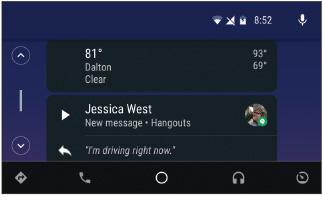 8:52
81° 93°
Dalton 69°
Clear
Jessica West
New message • Hangouts
"I'm driving right now."